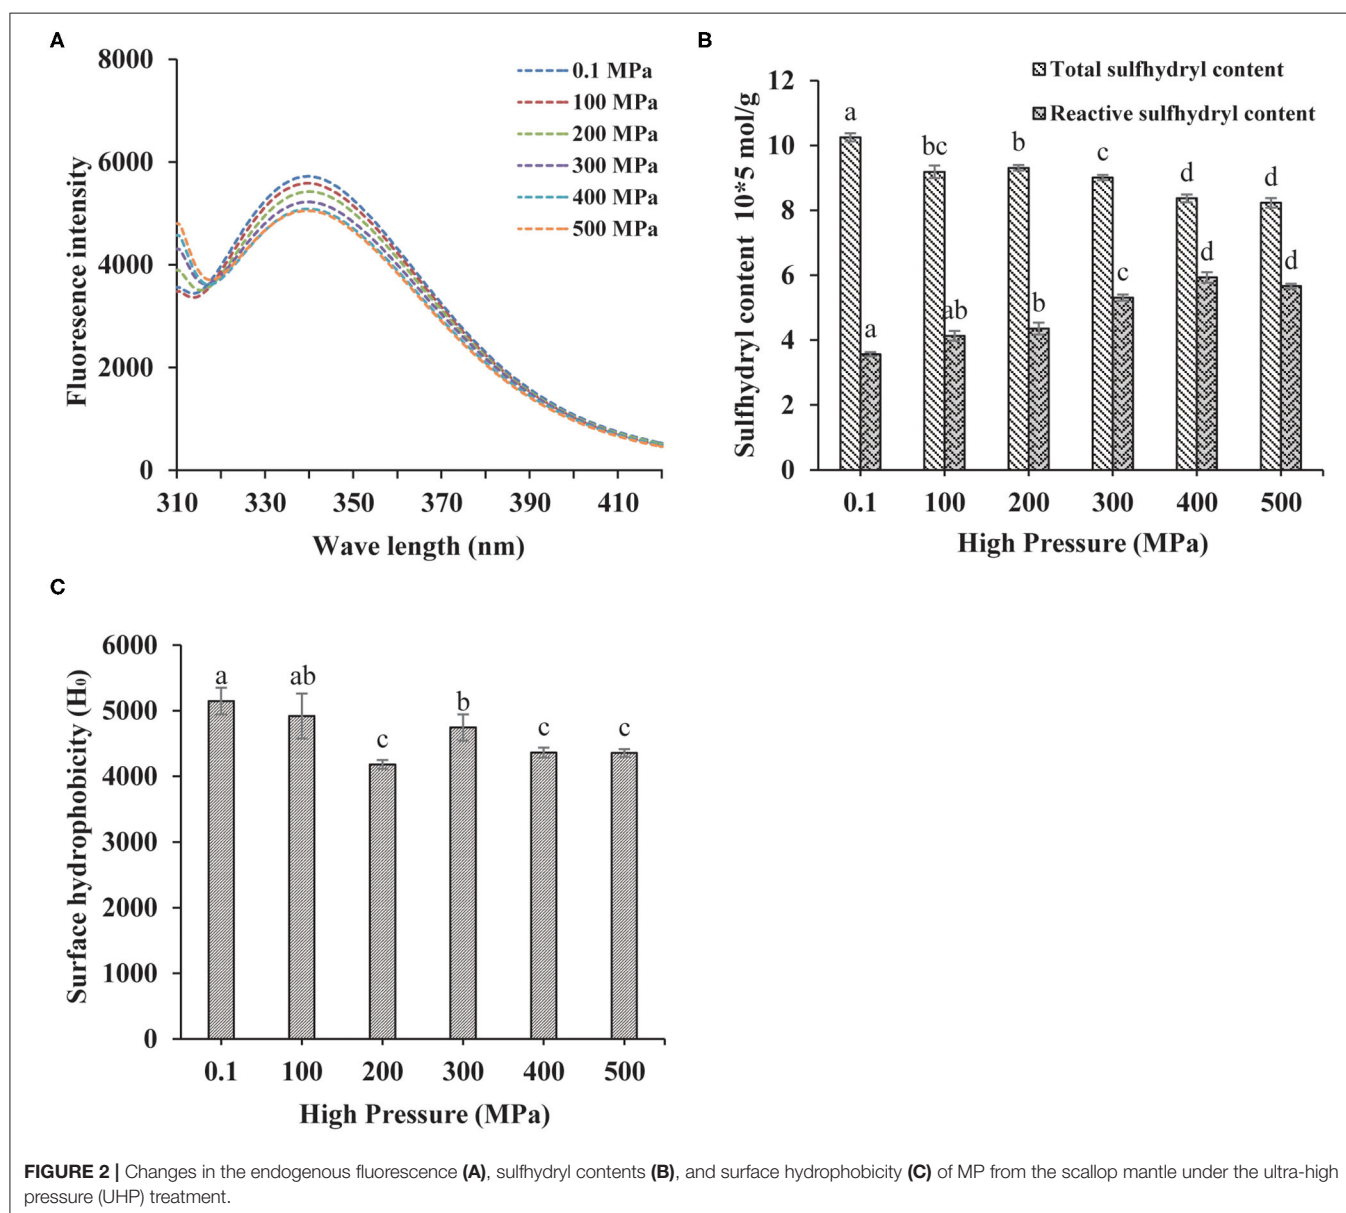 A
8000
6000
4000
2000
0
Fluoresence intensity
310 330 350 370 390 410
Wave length (nm)
0.1 MPa
100 MPa
200 MPa
300 MPa
400 MPa
500 MPa
B
Total sulfhydryl content
Reactive sulfhydryl content
12
10
8
6
4
2
0
Sulfhydryl content 10*5 mol/g
a bc b c d d
a ab b c d d
0.1 100 200 300 400 500
High Pressure (MPa)
C
6000
5000
4000
3000
2000
1000
0
Surface hydrophobicity (H₀)
a ab c b c c
0.1 100 200 300 400 500
High Pressure (MPa)
FIGURE 2 | Changes in the endogenous fluorescence (A), sulfhydryl contents (B), and surface hydrophobicity (C) of MP from the scallop mantle under the ultra-high
pressure (UHP) treatment.